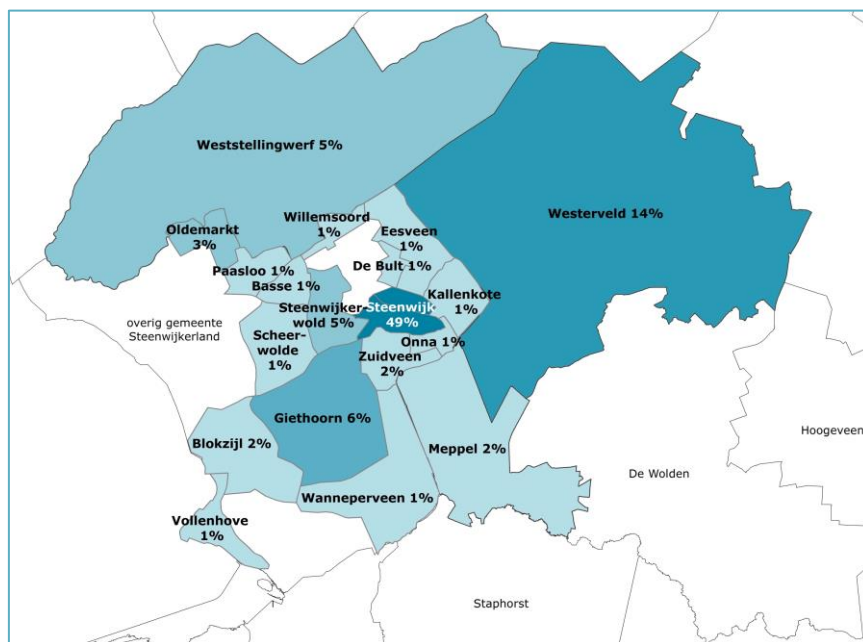 Weststellingwerf 5%
Westerveld 14%
Willemsoord
1%
Oldemarkt
3%
Eesveen
1%
De Bult 1%
Paasloo 1%
Basse 1%
Kallenkote
1%
Steenwijker-
wold 5%
Steenwijk
49%
overig gemeente
Steenwijkerland
Scheer-
wolde
1%
Onna 1%
Zuidveen
2%
Giethoorn 6%
Hoogeveen
Blokzijl 2%
Meppel 2%
De Wolden
Wanneperveen 1%
Vollenhove
1%
Staphorst